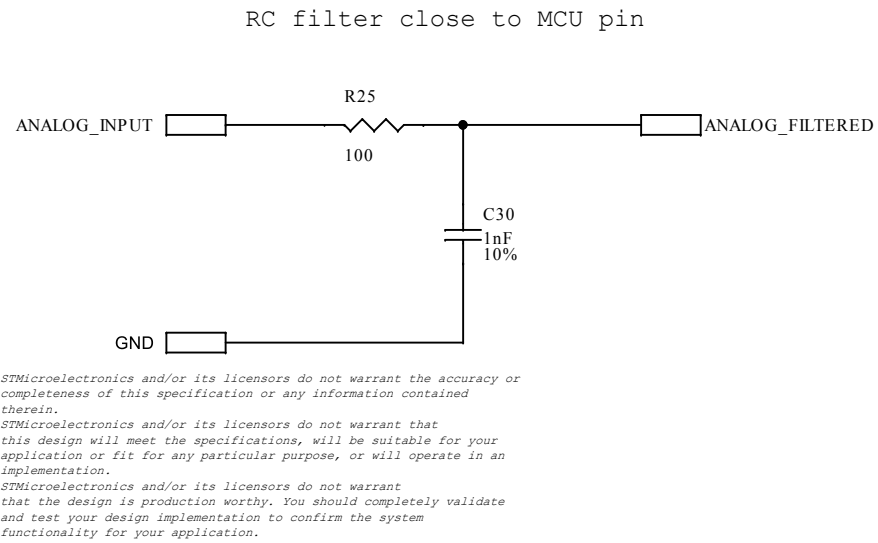 RC filter close to MCU pin
R25
ANALOG_INPUT
ANALOG_FILTERED
100
C30
1nF
10%
GND
STMicroelectronics and/or its licensors do not warrant the accuracy or
completeness of this specification or any information contained
therein.
STMicroelectronics and/or its licensors do not warrant that
this design will meet the specifications, will be suitable for your
application or fit for any particular purpose, or will operate in an
implementation.
STMicroelectronics and/or its licensors do not warrant
that the design is production worthy. You should completely validate
and test your design implementation to confirm the system
functionality for your application.